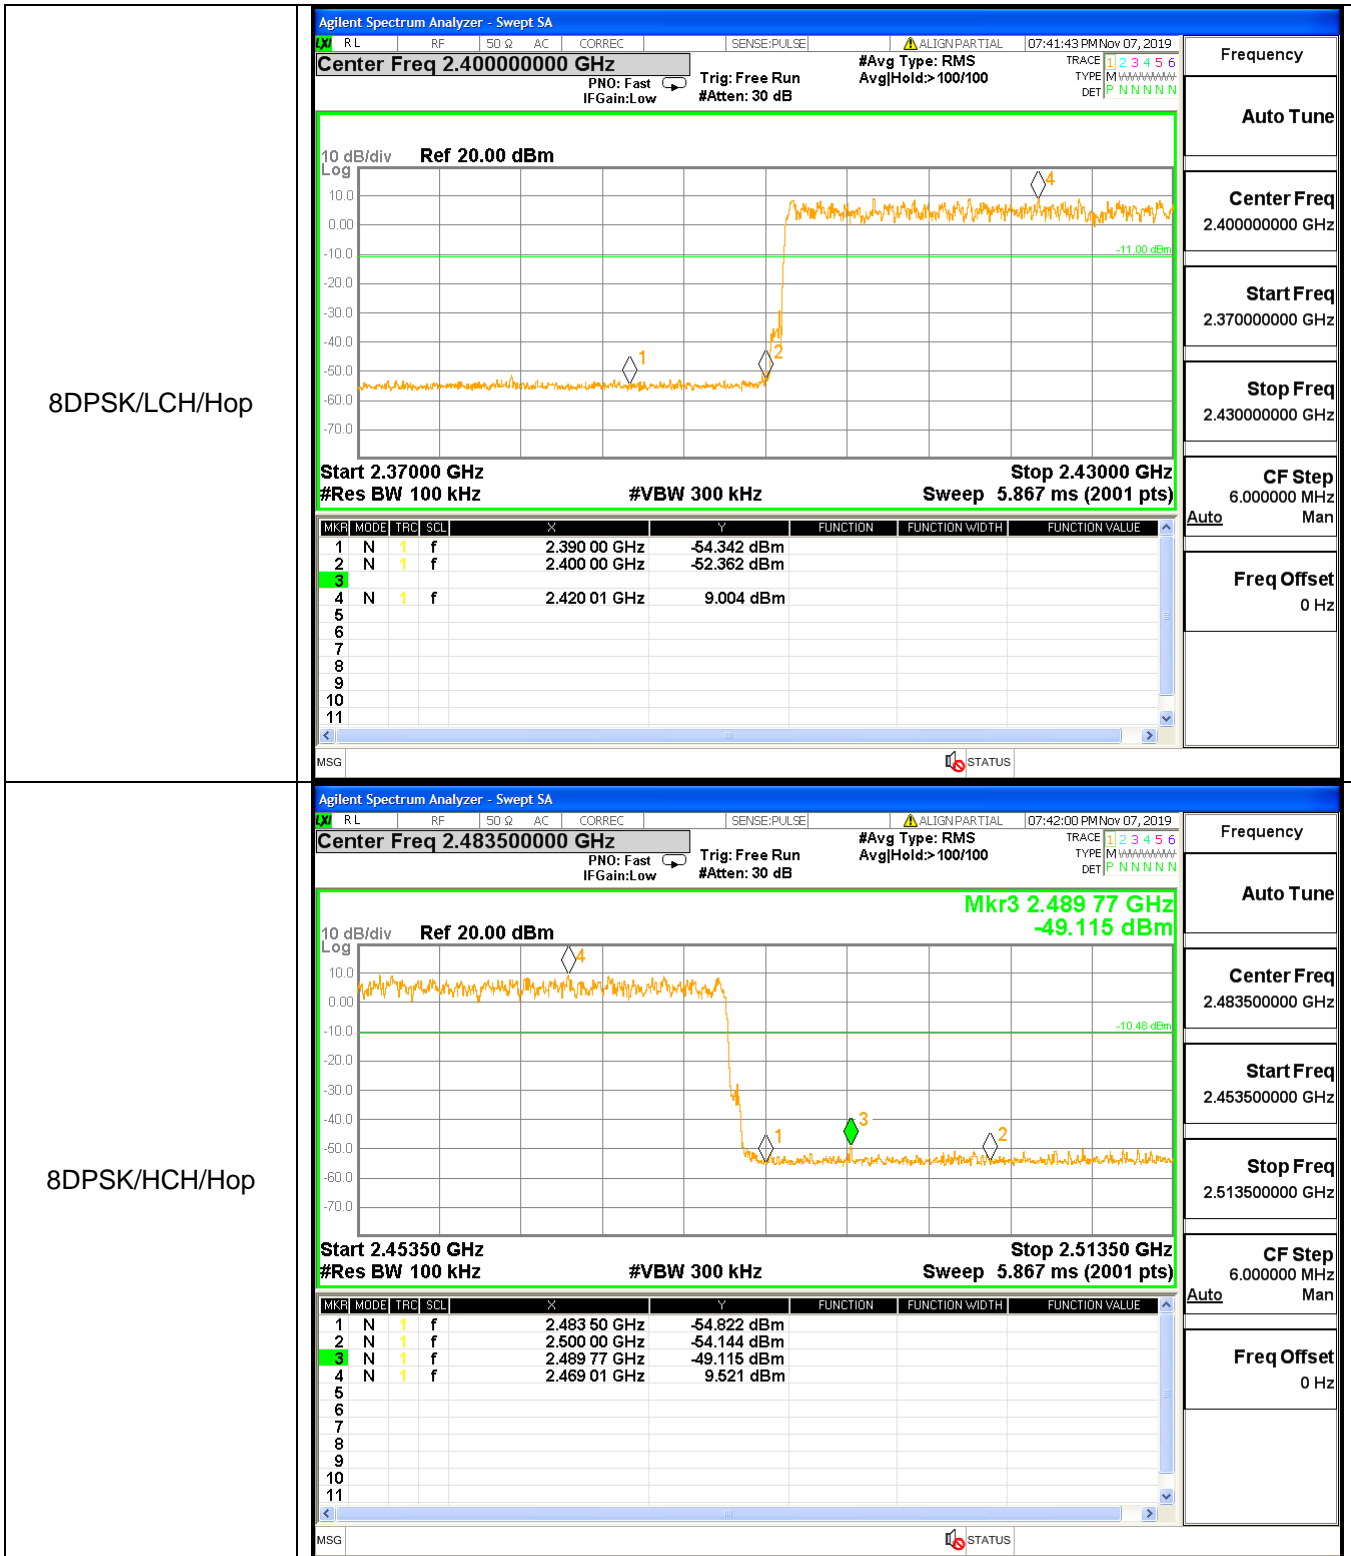 8DPSK/LCH/Hop
Agilent Spectrum Analyzer - Swept SA
LXI RL RF 50 Ω AC CORREC SENSE:PULSE ALIGN PARTIAL 07:41:43 PM Nov 07, 2019
Center Freq 2.400000000 GHz
PNO: Fast
IFGain:Low
Trig: Free Run
#Atten: 30 dB
#Avg Type: RMS
Avg|Hold:>100/100
TRACE 1 2 3 4 5 6
TYPE M WWWWW
DET P N N N N N
10 dB/div Ref 20.00 dBm
Log
10.0
0.00
-10.0
-20.0
-30.0
-40.0
-50.0
-60.0
-70.0
-11.00 dBm
1
2
4
Start 2.37000 GHz Stop 2.43000 GHz
#Res BW 100 kHz #VBW 300 kHz Sweep 5.867 ms (2001 pts)
MKR MODE TRC SCL X Y FUNCTION FUNCTION WIDTH FUNCTION VALUE
1 N 1 f 2.390 00 GHz -54.342 dBm
2 N 1 f 2.400 00 GHz -52.362 dBm
3
4 N 1 f 2.420 01 GHz 9.004 dBm
5
6
7
8
9
10
11
MSG STATUS
Frequency
Auto Tune
Center Freq
2.400000000 GHz
Start Freq
2.370000000 GHz
Stop Freq
2.430000000 GHz
CF Step
6.000000 MHz
Auto Man
Freq Offset
0 Hz
8DPSK/HCH/Hop
Agilent Spectrum Analyzer - Swept SA
LXI RL RF 50 Ω AC CORREC SENSE:PULSE ALIGN PARTIAL 07:42:00 PM Nov 07, 2019
Center Freq 2.483500000 GHz
PNO: Fast
IFGain:Low
Trig: Free Run
#Atten: 30 dB
#Avg Type: RMS
Avg|Hold:>100/100
TRACE 1 2 3 4 5 6
TYPE M WWWWW
DET P N N N N N
Mkr3 2.489 77 GHz
-49.115 dBm
10 dB/div Ref 20.00 dBm
Log
10.0
0.00
-10.0
-20.0
-30.0
-40.0
-50.0
-60.0
-70.0
-10.48 dBm
4
1
3
2
Start 2.45350 GHz Stop 2.51350 GHz
#Res BW 100 kHz #VBW 300 kHz Sweep 5.867 ms (2001 pts)
MKR MODE TRC SCL X Y FUNCTION FUNCTION WIDTH FUNCTION VALUE
1 N 1 f 2.483 50 GHz -54.822 dBm
2 N 1 f 2.500 00 GHz -54.144 dBm
3 N 1 f 2.489 77 GHz -49.115 dBm
4 N 1 f 2.469 01 GHz 9.521 dBm
5
6
7
8
9
10
11
MSG STATUS
Frequency
Auto Tune
Center Freq
2.483500000 GHz
Start Freq
2.453500000 GHz
Stop Freq
2.513500000 GHz
CF Step
6.000000 MHz
Auto Man
Freq Offset
0 Hz